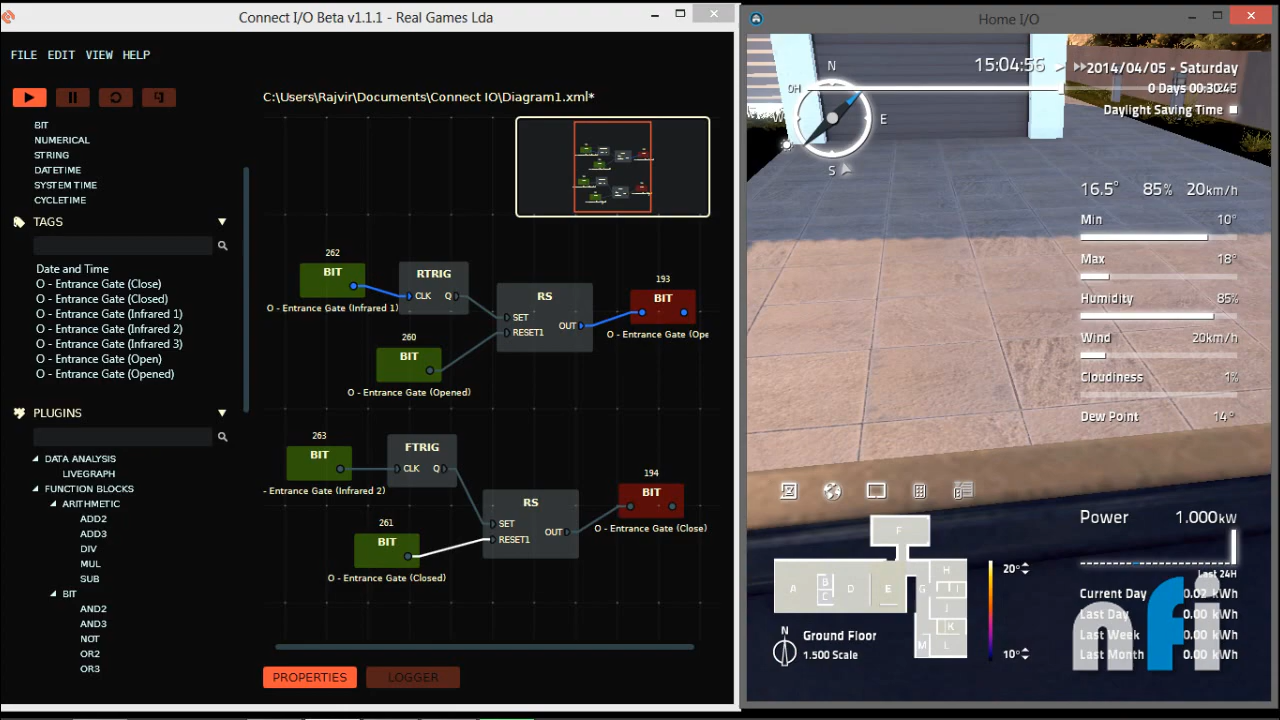 Connect I/O Beta v1.1.1 - Real Games Lda
FILE EDIT VIEW HELP
C:\Users\Rajvir\Documents\Connect IO\Diagram1.xml*
BIT
NUMERICAL
STRING
DATETIME
SYSTEM TIME
CYCLETIME
TAGS
Date and Time
O - Entrance Gate (Close)
O - Entrance Gate (Closed)
O - Entrance Gate (Infrared 1)
O - Entrance Gate (Infrared 2)
O - Entrance Gate (Infrared 3)
O - Entrance Gate (Open)
O - Entrance Gate (Opened)
PLUGINS
DATA ANALYSIS
LIVEGRAPH
FUNCTION BLOCKS
ARITHMETIC
ADD2
ADD3
DIV
MUL
SUB
BIT
AND2
AND3
NOT
OR2
OR3
262
BIT
O - Entrance Gate (Infrared 1)
RTRIG
CLK Q
260
BIT
O - Entrance Gate (Opened)
RS
SET
RESET1
OUT
193
BIT
O - Entrance Gate (Ope
263
BIT
- Entrance Gate (Infrared 2)
FTRIG
CLK Q
261
BIT
O - Entrance Gate (Closed)
RS
SET
RESET1
OUT
194
BIT
O - Entrance Gate (Close)
PROPERTIES LOGGER
Home I/O
N
W E
S
0H
15:04:56
2014/04/05 - Saturday
0 Days 00:30:45
Daylight Saving Time
16.5° 85% 20km/h
Min 10°
Max 18°
Humidity 85%
Wind 20km/h
Cloudiness 1%
Dew Point 14°
Power 1.000kw
Last 24H
Current Day 0.02 kWh
Last Day 0.00 kWh
Last Week 0.00 kWh
Last Month 0.00 kWh
F
A B C D E G H I J K L M
20°
10°
N
Ground Floor
1.500 Scale
nfi